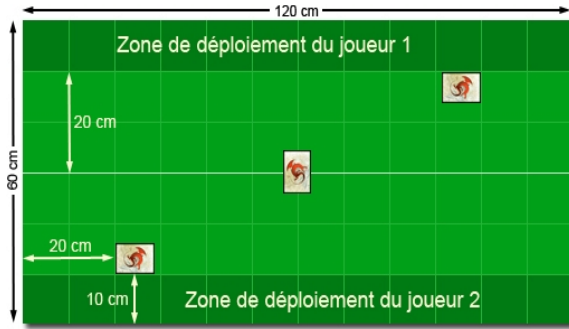 120 cm
Zone de déploiement du joueur 1
20 cm
60 cm
20 cm
10 cm
Zone de déploiement du joueur 2